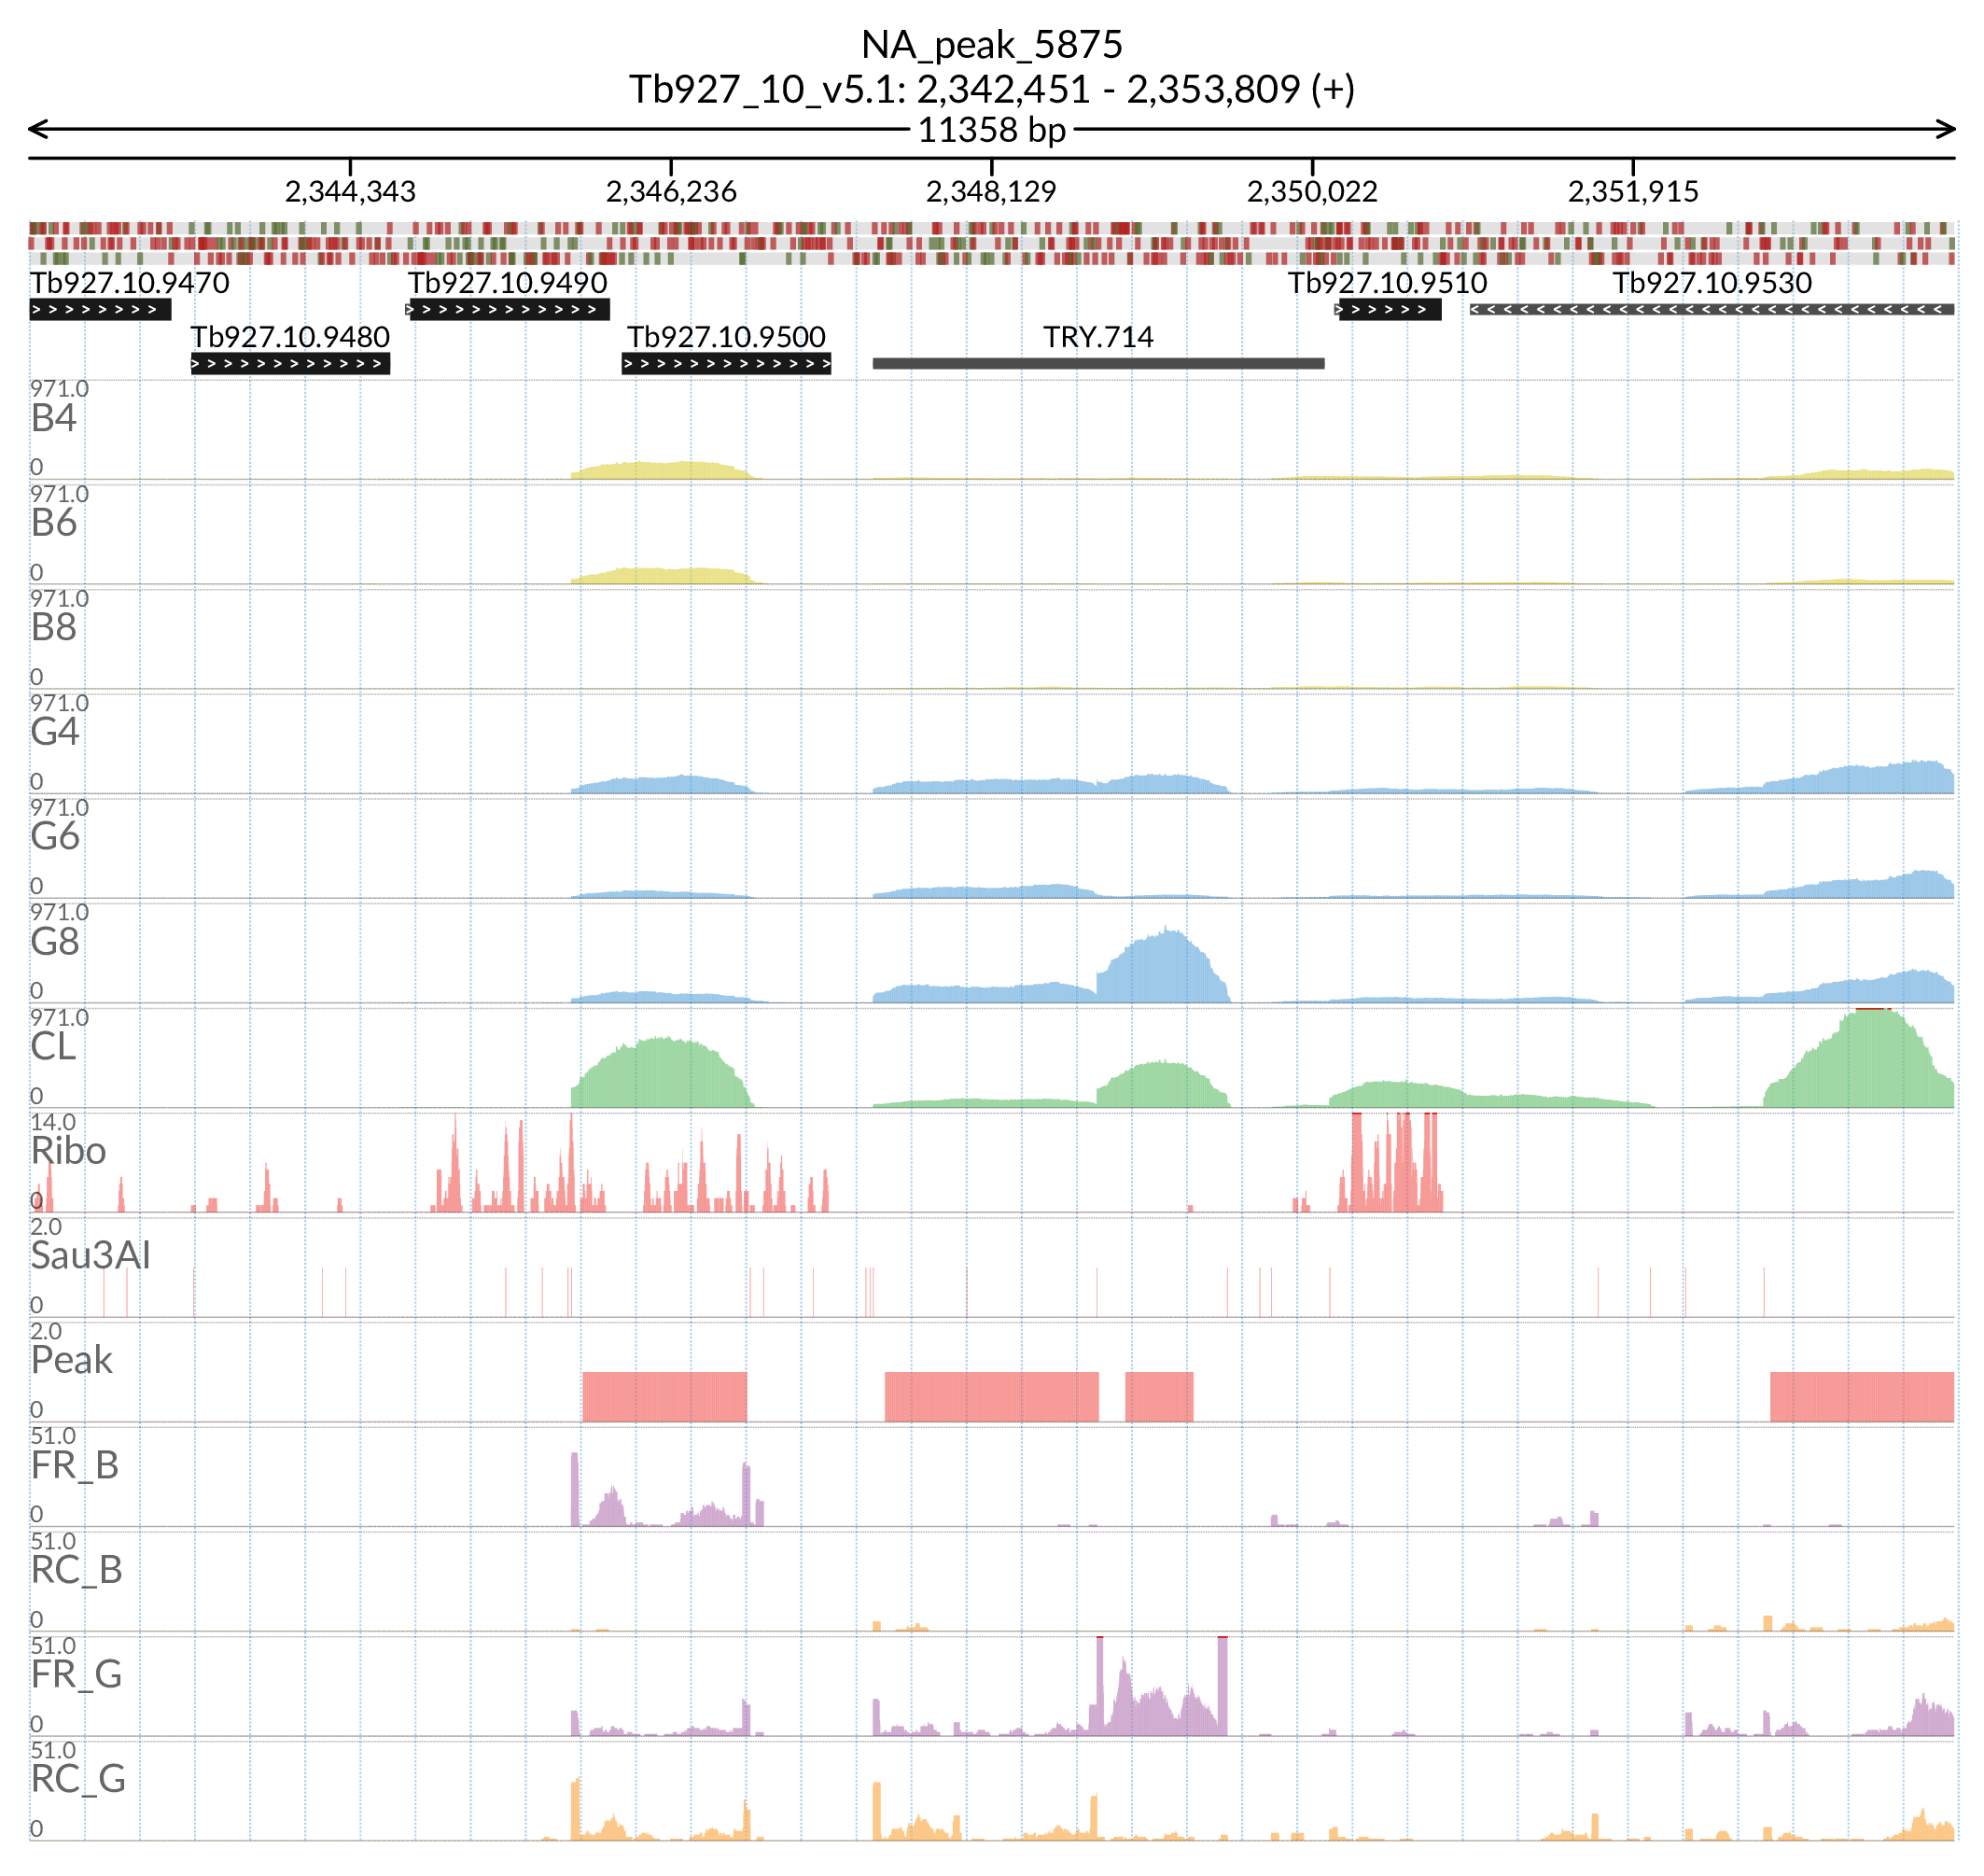 NA_peak_5875
Tb927_10_v5.1: 2,342,451 - 2,353,809 (+)
11358 bp
2,344,343 2,346,236 2,348,129 2,350,022 2,351,915
Tb927.10.9470 Tb927.10.9490 Tb927.10.9510 Tb927.10.9530
Tb927.10.9480 Tb927.10.9500 TRY.714
971.0
B4
0
971.0
B6
0
971.0
B8
0
971.0
G4
0
971.0
G6
0
971.0
G8
0
971.0
CL
0
14.0
Ribo
0
2.0
Sau3AI
0
2.0
Peak
0
51.0
FR_B
0
51.0
RC_B
0
51.0
FR_G
0
51.0
RC_G
0